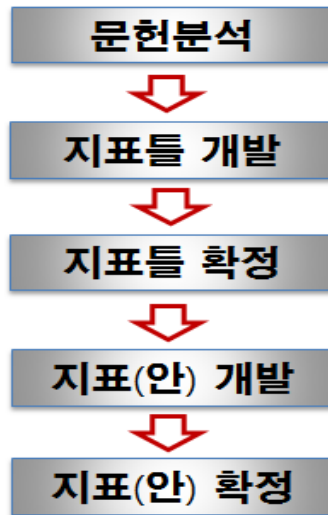 문헌분석
지표틀 개발
지표틀 확정
지표(안) 개발
지표(안) 확정